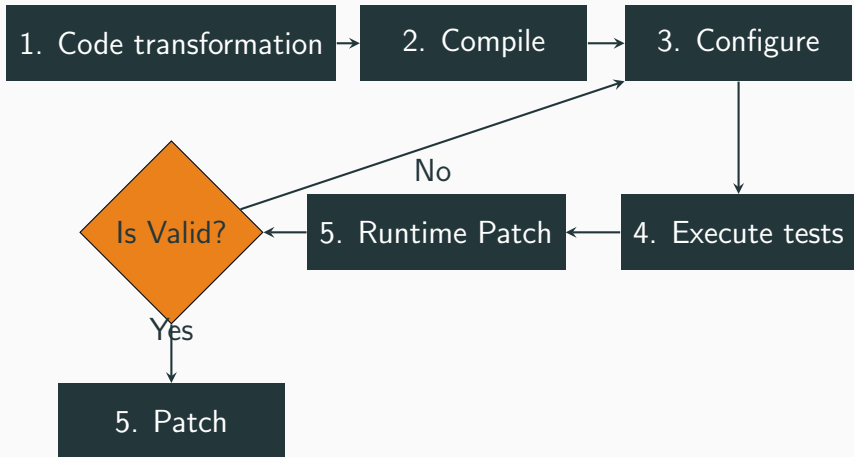 1. Code transformation
2. Compile
3. Configure
No
Is Valid?
5. Runtime Patch
4. Execute tests
Yes
5. Patch